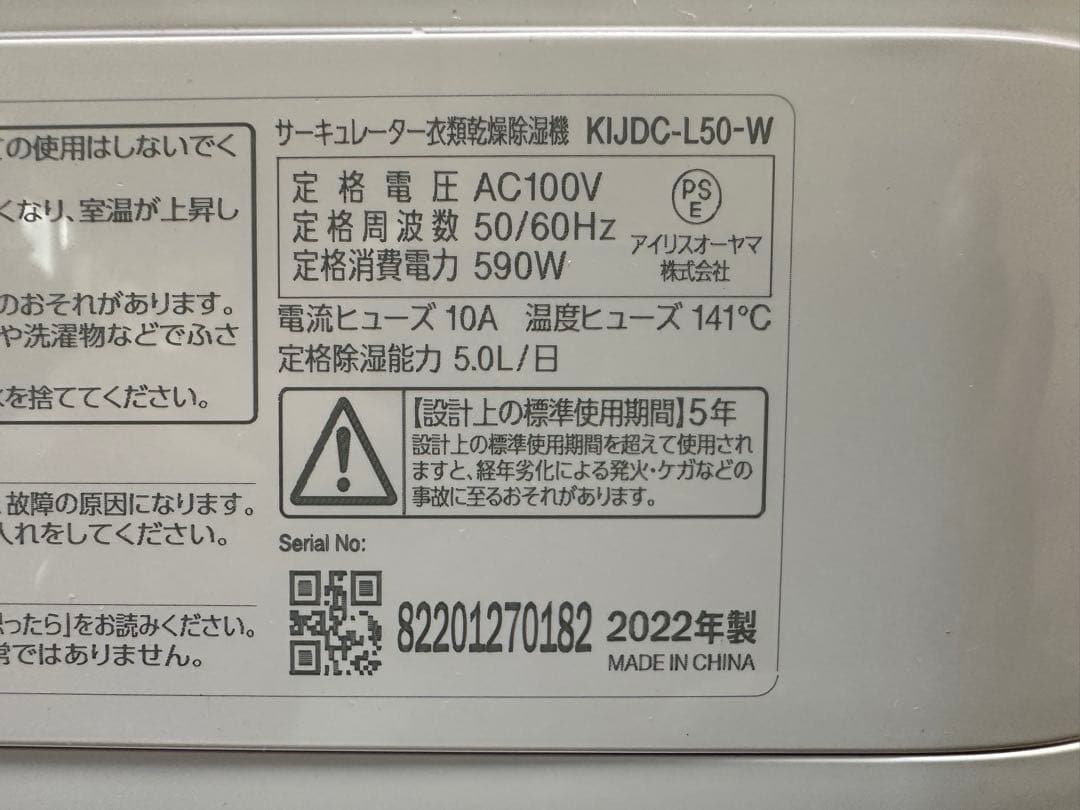 の使用はしないでく
くなり、室温が上昇し
のおそれがあります。
や洗濯物などでふさ
を捨ててください。
故障の原因になります。
入れをしてください。
ったら」をお読みください。
常ではありません。
サーキュレーター衣類乾燥除湿機 KIJDC-L50-W
定格電圧 AC100V
定格周波数 50/60Hz
定格消費電力 590W
PS
E
アイリスオーヤマ
株式会社
電流ヒューズ 10A 温度ヒューズ 141℃
定格除湿能力 5.0L/日
【設計上の標準使用期間】5年
設計上の標準使用期間を超えて使用され
ますと、経年劣化による発火・ケガなどの
事故に至るおそれがあります。
Serial No:
82201270182 2022年製
MADE IN CHINA